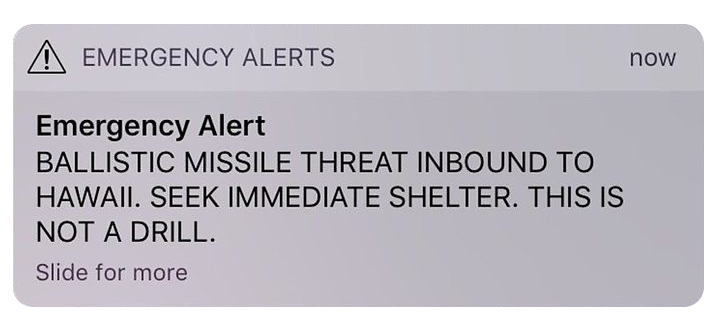 EMERGENCY ALERTS now
Emergency Alert
BALLISTIC MISSILE THREAT INBOUND TO
HAWAII. SEEK IMMEDIATE SHELTER. THIS IS
NOT A DRILL.
Slide for more